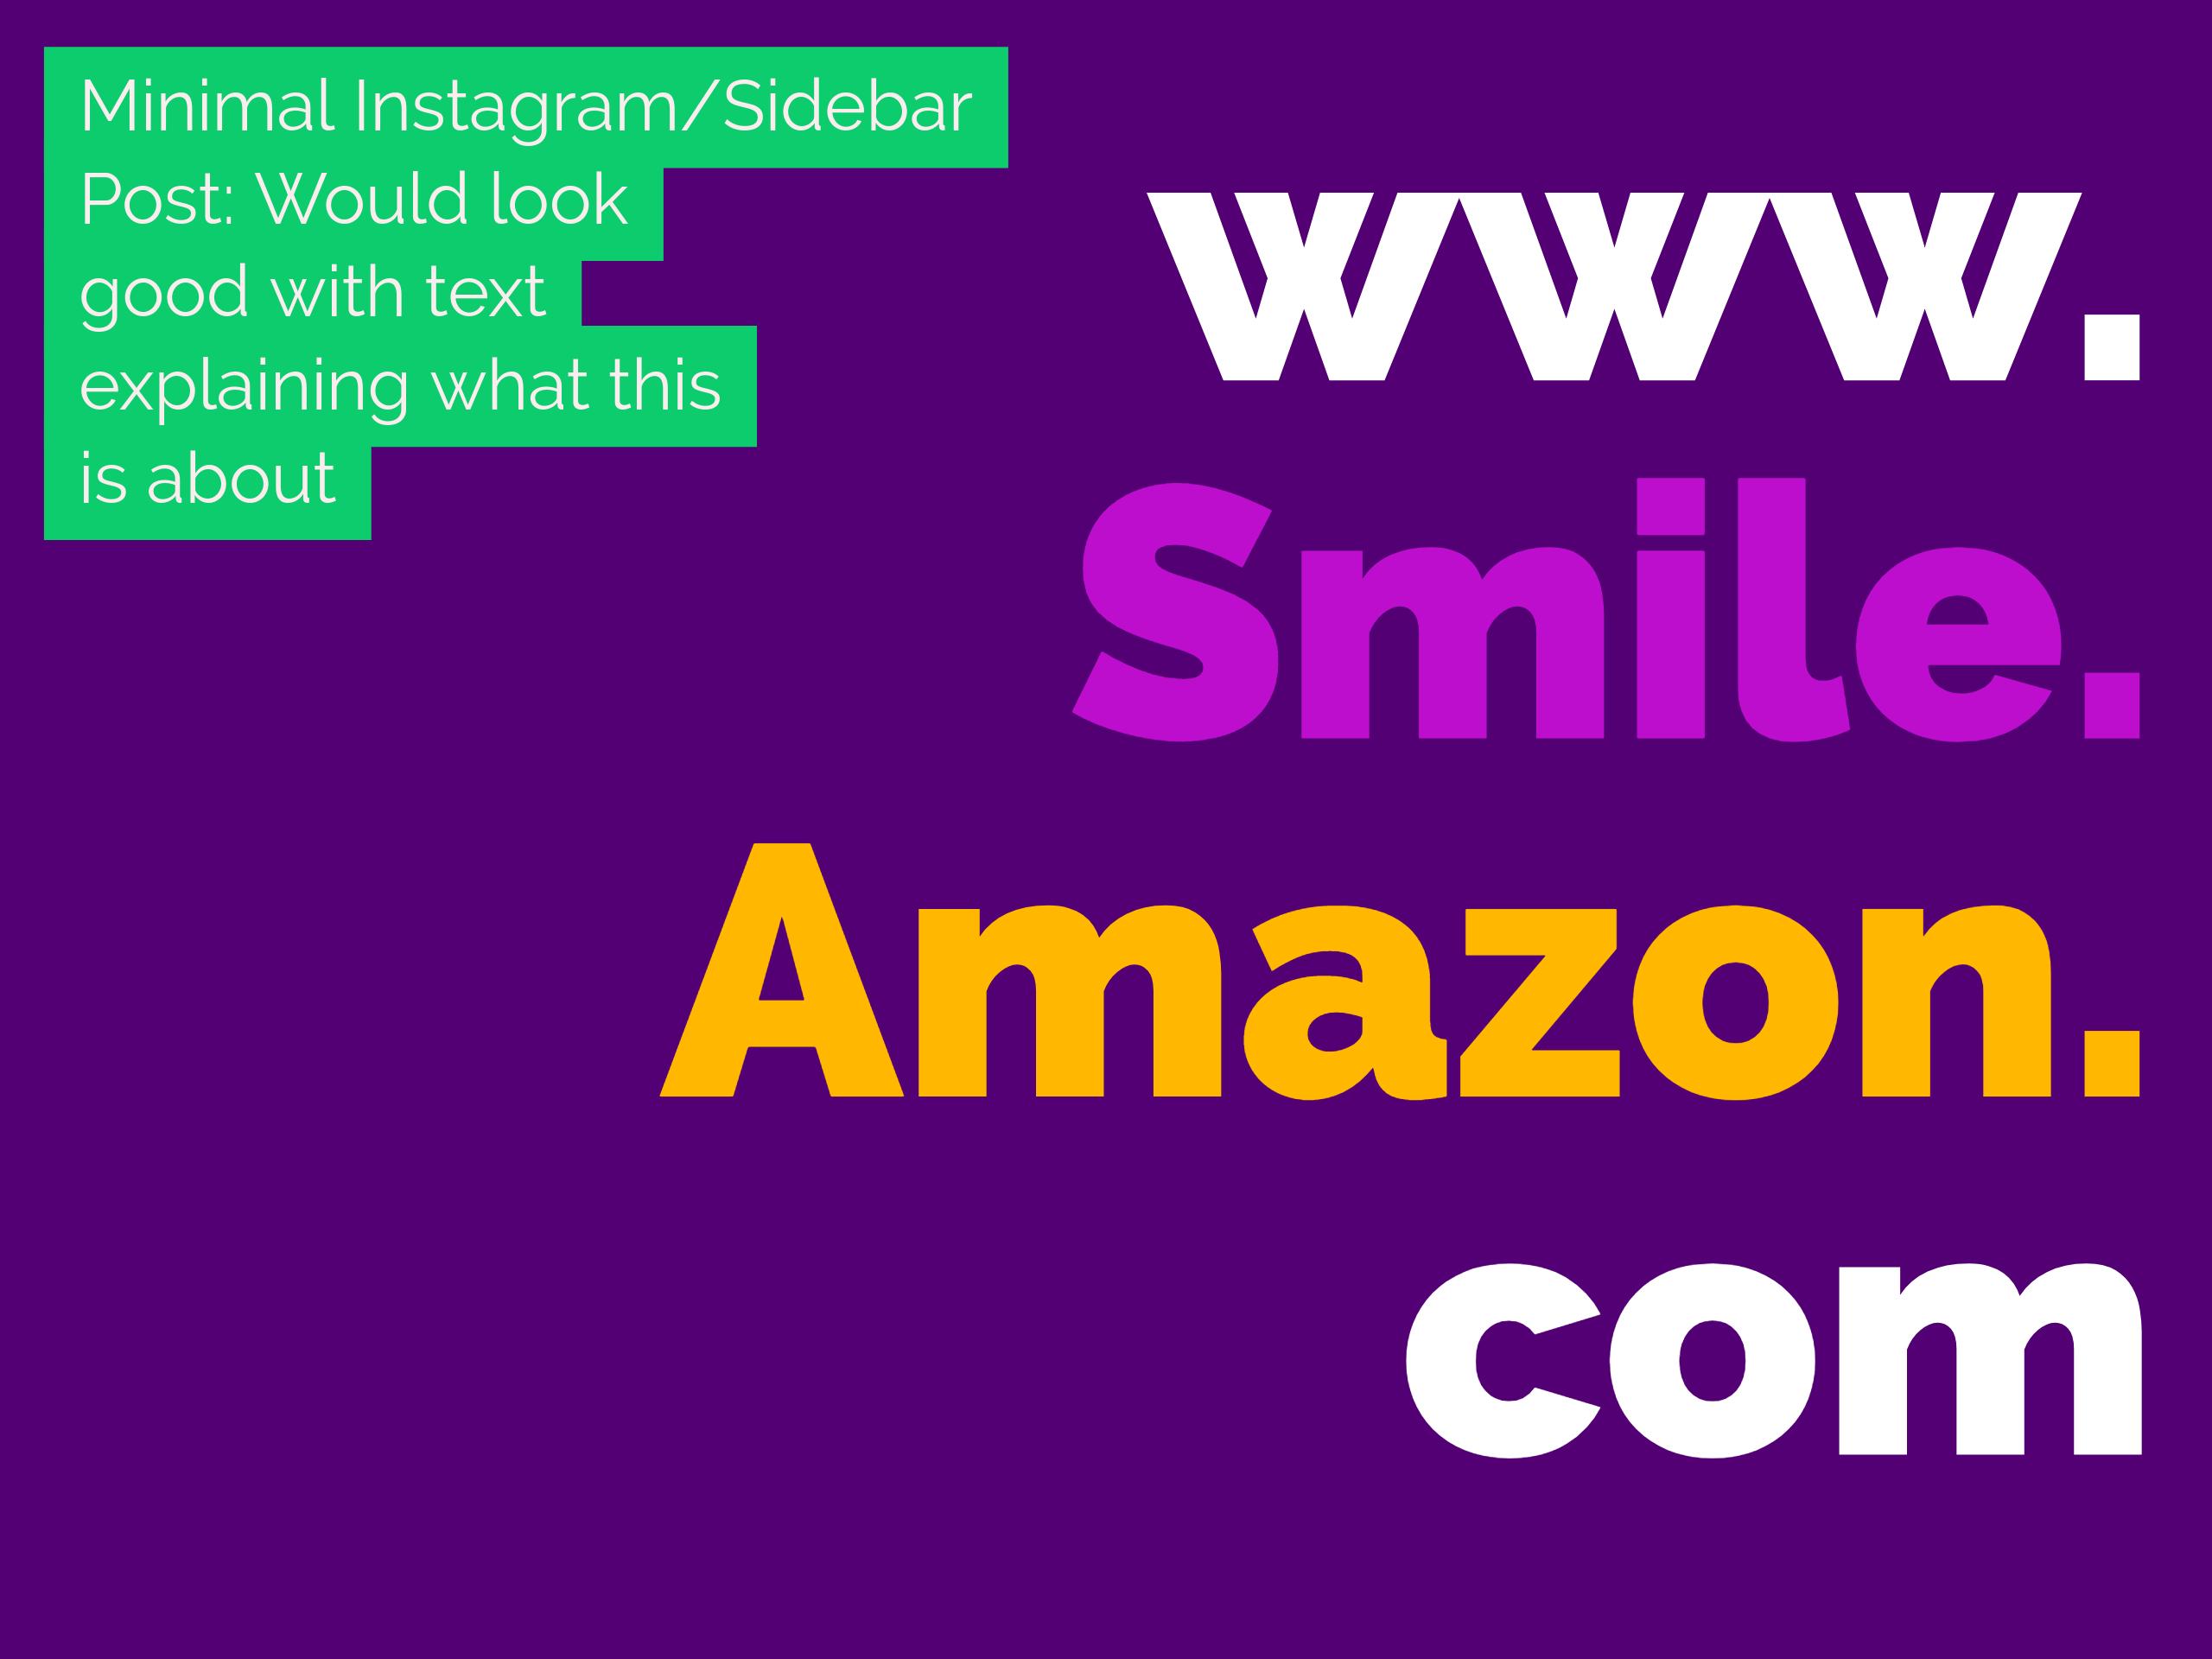 Minimal Instagram/Sidebar
Post: Would look
good with text
explaining what this
is about
www.
Smile.
Amazon.
com